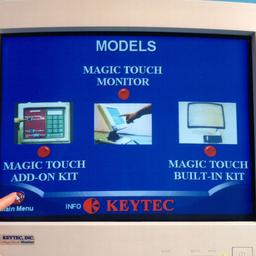 MODELS
MAGIC TOUCH
MONITOR
MAGIC TOUCH
ADD-ON KIT
MAGIC TOUCH
BUILT-IN KIT
Main Menu
INFO
KEYTEC
KEYTEC, INC.